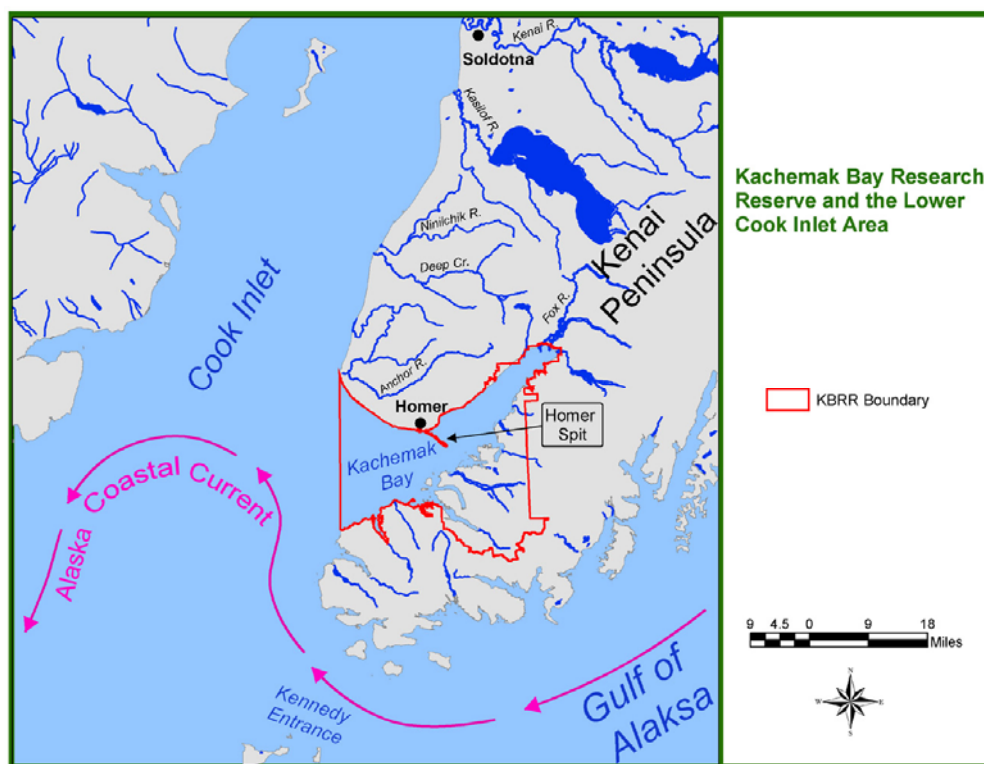 Kenai R.
Soldotna
Kasilof R.
Kachemak Bay Research
Reserve and the Lower
Cook Inlet Area
Ninilchik R.
Kenai
Peninsula
Deep Cr.
Cook Inlet
Fox R.
Anchor R.
KBRR Boundary
Homer
Homer
Spit
Kachemak
Bay
Alaska Coastal Current
9 4.5 0 9 18
Miles
Gulf of
Alaksa
Kennedy
Entrance
N
W E
S